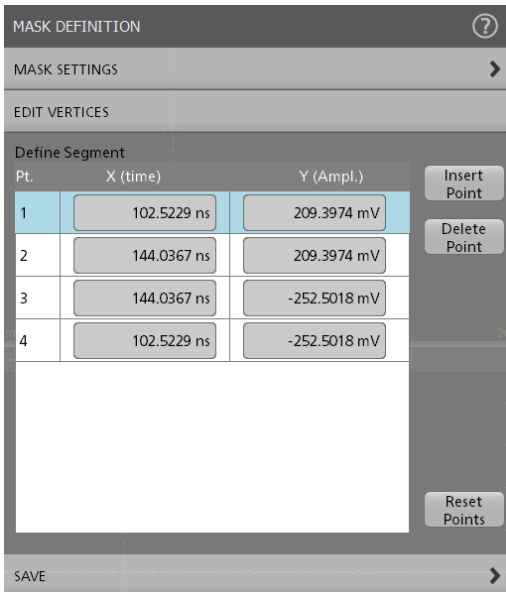 MASK DEFINITION ?
MASK SETTINGS
EDIT VERTICES
Define Segment
Pt. X (time) Y (Ampl.)
1 102.5229 ns 209.3974 mV
2 144.0367 ns 209.3974 mV
3 144.0367 ns -252.5018 mV
4 102.5229 ns -252.5018 mV
Insert
Point
Delete
Point
Reset
Points
SAVE